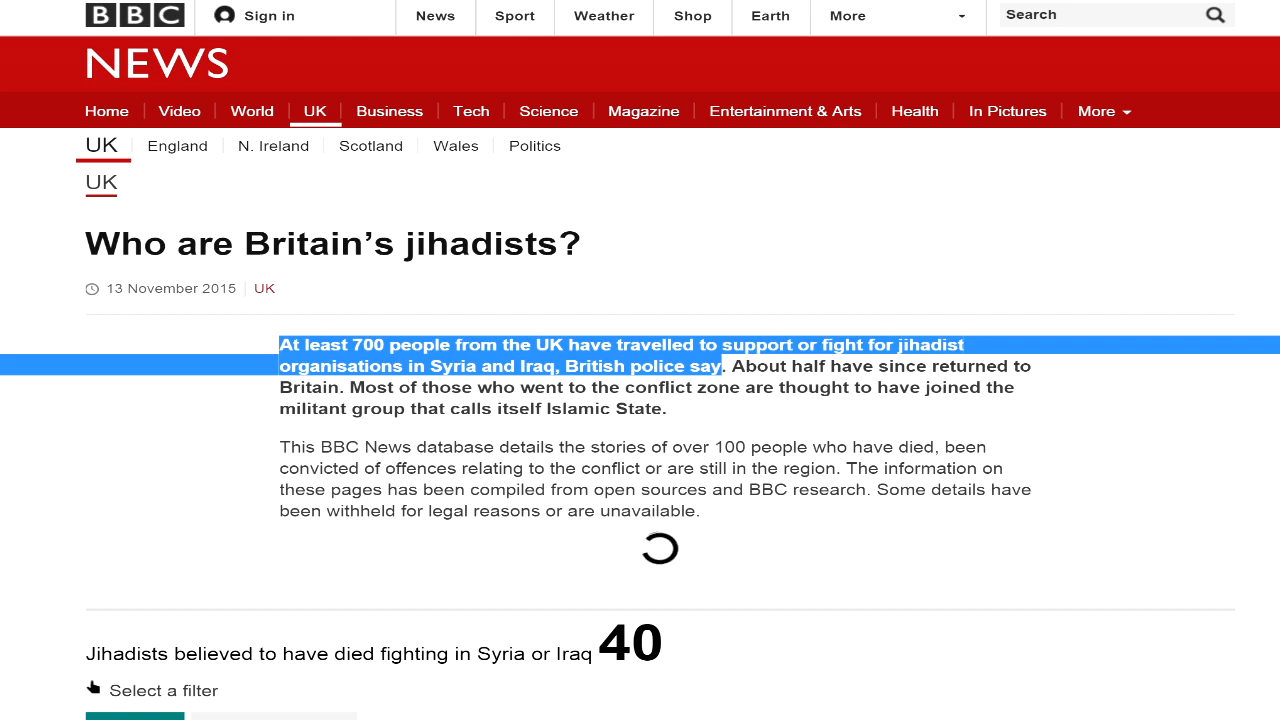 BBC Sign in News Sport Weather Shop Earth More Search
NEWS
Home Video World UK Business Tech Science Magazine Entertainment & Arts Health In Pictures More
UK England N. Ireland Scotland Wales Politics
UK
Who are Britain’s jihadists?
13 November 2015 UK
At least 700 people from the UK have travelled to support or fight for jihadist
organisations in Syria and Iraq, British police say. About half have since returned to
Britain. Most of those who went to the conflict zone are thought to have joined the
militant group that calls itself Islamic State.
This BBC News database details the stories of over 100 people who have died, been
convicted of offences relating to the conflict or are still in the region. The information on
these pages has been compiled from open sources and BBC research. Some details have
been withheld for legal reasons or are unavailable.
Jihadists believed to have died fighting in Syria or Iraq 40
Select a filter